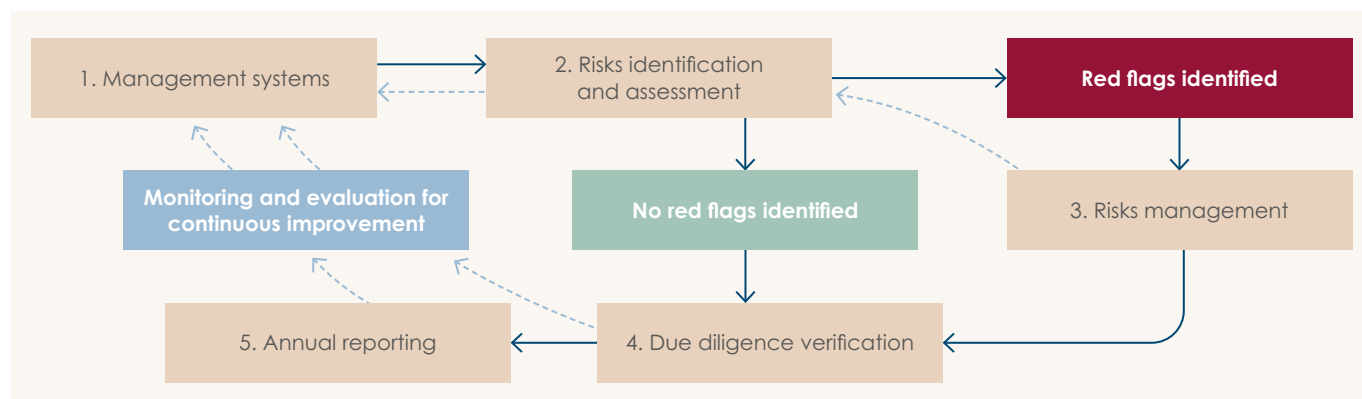 1. Management systems
2. Risks identification
and assessment
Red flags identified
Monitoring and evaluation for
continuous improvement
No red flags identified
3. Risks management
5. Annual reporting
4. Due diligence verification